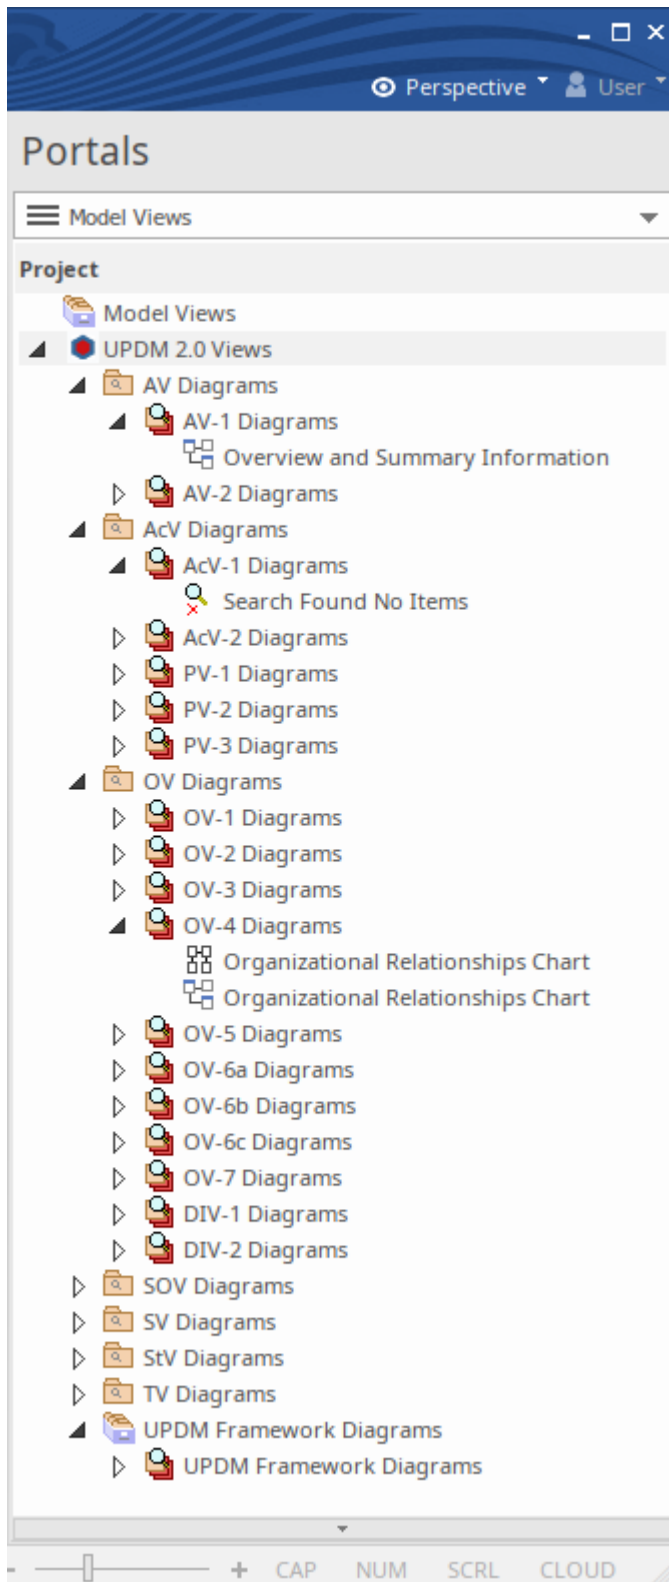 Perspective User
Portals
Model Views
Project
Model Views
UPDM 2.0 Views
AV Diagrams
AV-1 Diagrams
Overview and Summary Information
AV-2 Diagrams
AcV Diagrams
AcV-1 Diagrams
Search Found No Items
AcV-2 Diagrams
PV-1 Diagrams
PV-2 Diagrams
PV-3 Diagrams
OV Diagrams
OV-1 Diagrams
OV-2 Diagrams
OV-3 Diagrams
OV-4 Diagrams
Organizational Relationships Chart
Organizational Relationships Chart
OV-5 Diagrams
OV-6a Diagrams
OV-6b Diagrams
OV-6c Diagrams
OV-7 Diagrams
DIV-1 Diagrams
DIV-2 Diagrams
SOV Diagrams
SV Diagrams
StV Diagrams
TV Diagrams
UPDM Framework Diagrams
UPDM Framework Diagrams
CAP NUM SCRL CLOUD